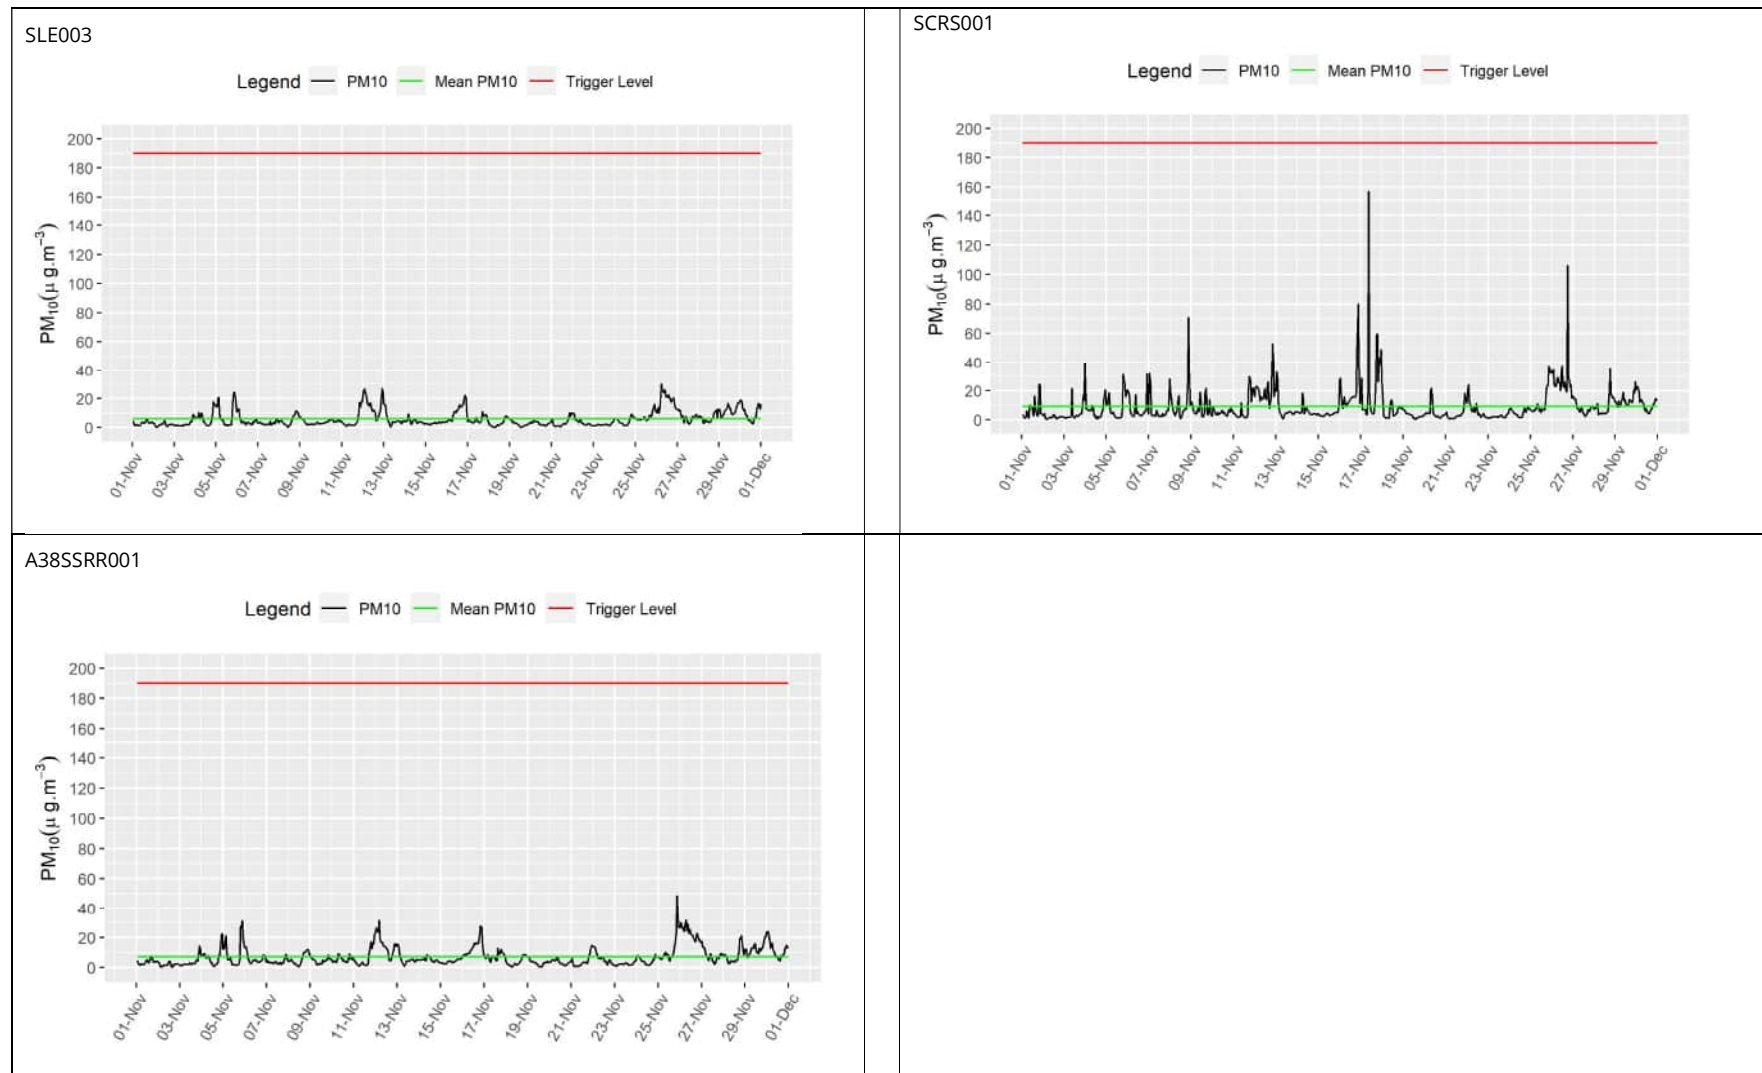 SLE003
Legend PM10 Mean PM10 Trigger Level
200
180
160
140
120
100
80
60
40
20
0
PM10(μ g.m−3)
01-Nov 03-Nov 05-Nov 07-Nov 09-Nov 11-Nov 13-Nov 15-Nov 17-Nov 19-Nov 21-Nov 23-Nov 25-Nov 27-Nov 29-Nov 01-Dec
SCRS001
Legend PM10 Mean PM10 Trigger Level
200
180
160
140
120
100
80
60
40
20
0
PM10(μ g.m−3)
01-Nov 03-Nov 05-Nov 07-Nov 09-Nov 11-Nov 13-Nov 15-Nov 17-Nov 19-Nov 21-Nov 23-Nov 25-Nov 27-Nov 29-Nov 01-Dec
A38SSRR001
Legend PM10 Mean PM10 Trigger Level
200
180
160
140
120
100
80
60
40
20
0
PM10(μ g.m−3)
01-Nov 03-Nov 05-Nov 07-Nov 09-Nov 11-Nov 13-Nov 15-Nov 17-Nov 19-Nov 21-Nov 23-Nov 25-Nov 27-Nov 29-Nov 01-Dec